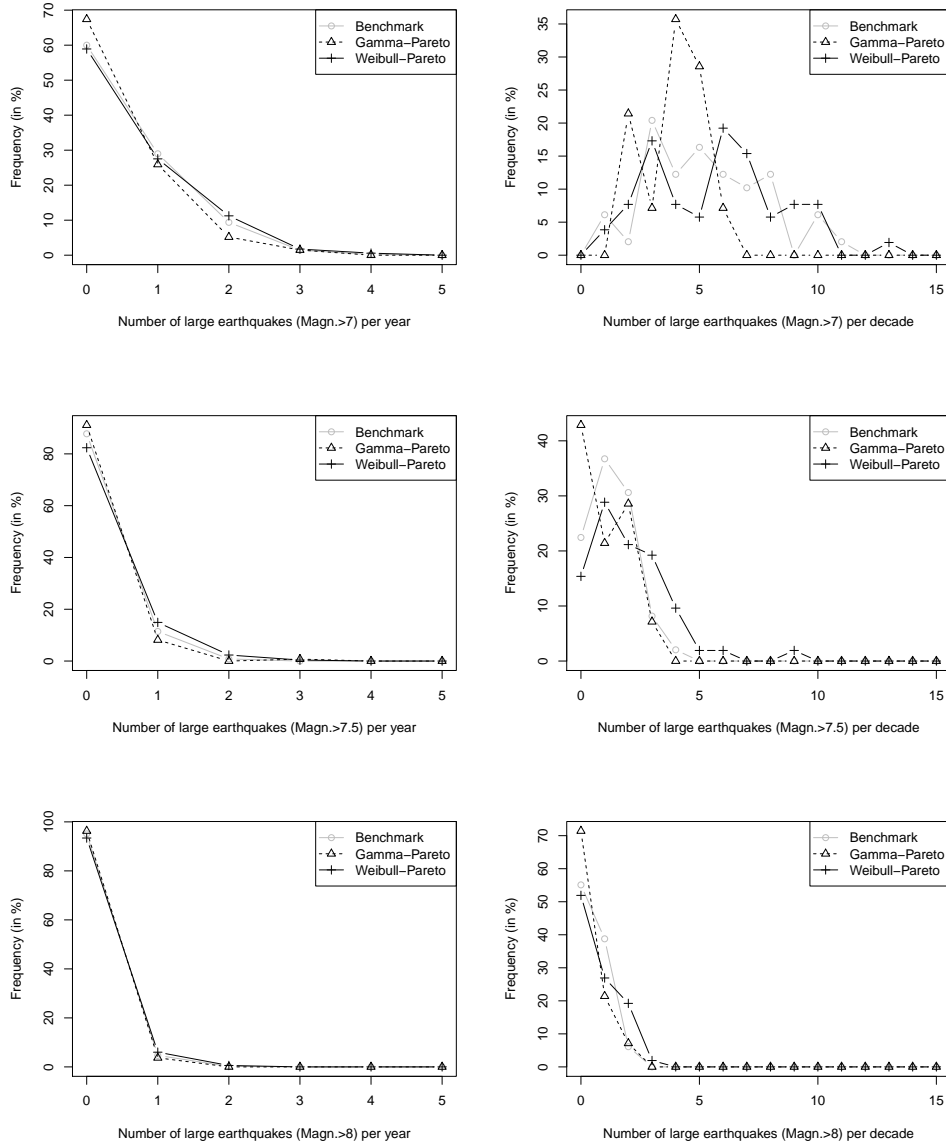 Benchmark
Gamma−Pareto
Weibull−Pareto
Frequency (in %)
0 10 20 30 40 50 60 70
0 1 2 3 4 5
Number of large earthquakes (Magn.>7) per year
Benchmark
Gamma−Pareto
Weibull−Pareto
Frequency (in %)
0 5 10 15 20 25 30 35
0 5 10 15
Number of large earthquakes (Magn.>7) per decade
Benchmark
Gamma−Pareto
Weibull−Pareto
Frequency (in %)
0 20 40 60 80
0 1 2 3 4 5
Number of large earthquakes (Magn.>7.5) per year
Benchmark
Gamma−Pareto
Weibull−Pareto
Frequency (in %)
0 10 20 30 40
0 5 10 15
Number of large earthquakes (Magn.>7.5) per decade
Benchmark
Gamma−Pareto
Weibull−Pareto
Frequency (in %)
0 20 40 60 80 100
0 1 2 3 4 5
Number of large earthquakes (Magn.>8) per year
Benchmark
Gamma−Pareto
Weibull−Pareto
Frequency (in %)
0 10 20 30 40 50 60 70
0 5 10 15
Number of large earthquakes (Magn.>8) per decade